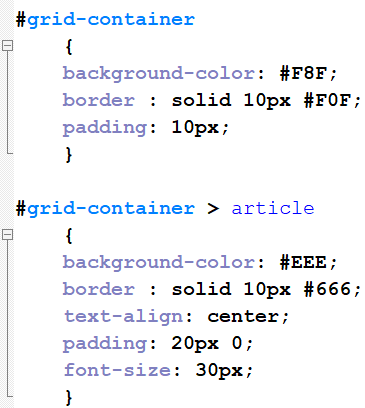 #grid-container
{
background-color: #F8F;
border : solid 10px #F0F;
padding: 10px;
}
#grid-container > article
{
background-color: #EEE;
border : solid 10px #666;
text-align: center;
padding: 20px 0;
font-size: 30px;
}